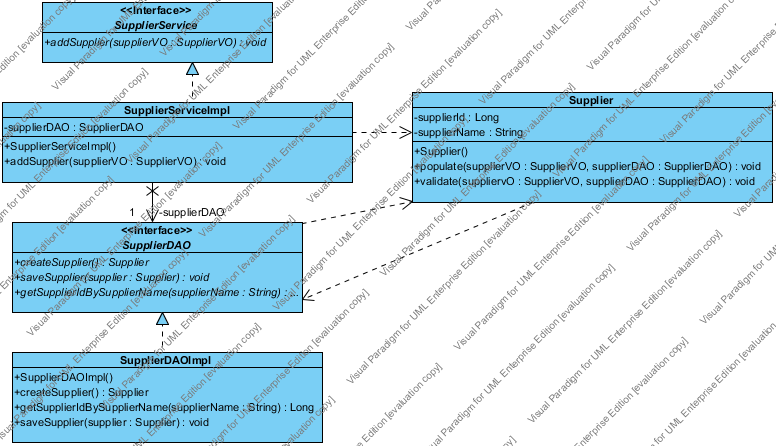 <<Interface>>
SupplierService
+addSupplier(supplierVO : SupplierVO) : void
SupplierServiceImpl
-supplierDAO : SupplierDAO
+SupplierServiceImpl()
+addSupplier(supplierVO : SupplierVO) : void
Supplier
-supplierId : Long
-supplierName : String
+Supplier()
+populate(supplierVO : SupplierVO, supplierDAO : SupplierDAO) : void
+validate(supplierVO : SupplierVO, supplierDAO : SupplierDAO) : void
1
-supplierDAO
<<Interface>>
SupplierDAO
+createSupplier() : Supplier
+saveSupplier(supplier : Supplier) : void
+getSupplierIdBySupplierName(supplierName : String) : ...
SupplierDAOImpl
+SupplierDAOImpl()
+createSupplier() : Supplier
+getSupplierIdBySupplierName(supplierName : String) : Long
+saveSupplier(supplier : Supplier) : void
Visual Paradigm for UML Enterprise Edition [evaluation copy]